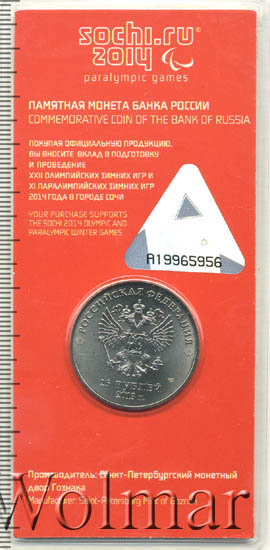 sochi.ru
2014
paralympic games
ПАМЯТНАЯ МОНЕТА БАНКА РОССИИ
COMMEMORATIVE COIN OF THE BANK OF RUSSIA
ПОКУПАЯ ОФИЦИАЛЬНУЮ ПРОДУКЦИЮ,
ВЫ ВНОСИТЕ ВКЛАД В ПОДГОТОВКУ
И ПРОВЕДЕНИЕ
XXII ОЛИМПИЙСКИХ ЗИМНИХ ИГР И
XI ПАРАЛИМПИЙСКИХ ЗИМНИХ ИГР
2014 ГОДА В ГОРОДЕ СОЧИ
YOUR PURCHASE SUPPORTS
THE SOCHI 2014 OLYMPIC AND
PARALYMPIC WINTER GAMES
A19965956
РОССИЙСКАЯ ФЕДЕРАЦИЯ
25 РУБЛЕЙ
2013 г.
Производитель: Санкт-Петербургский монетный
двор Гознака
Manufacturer: Saint-Petersburg Mint of Goznak
Wolmar